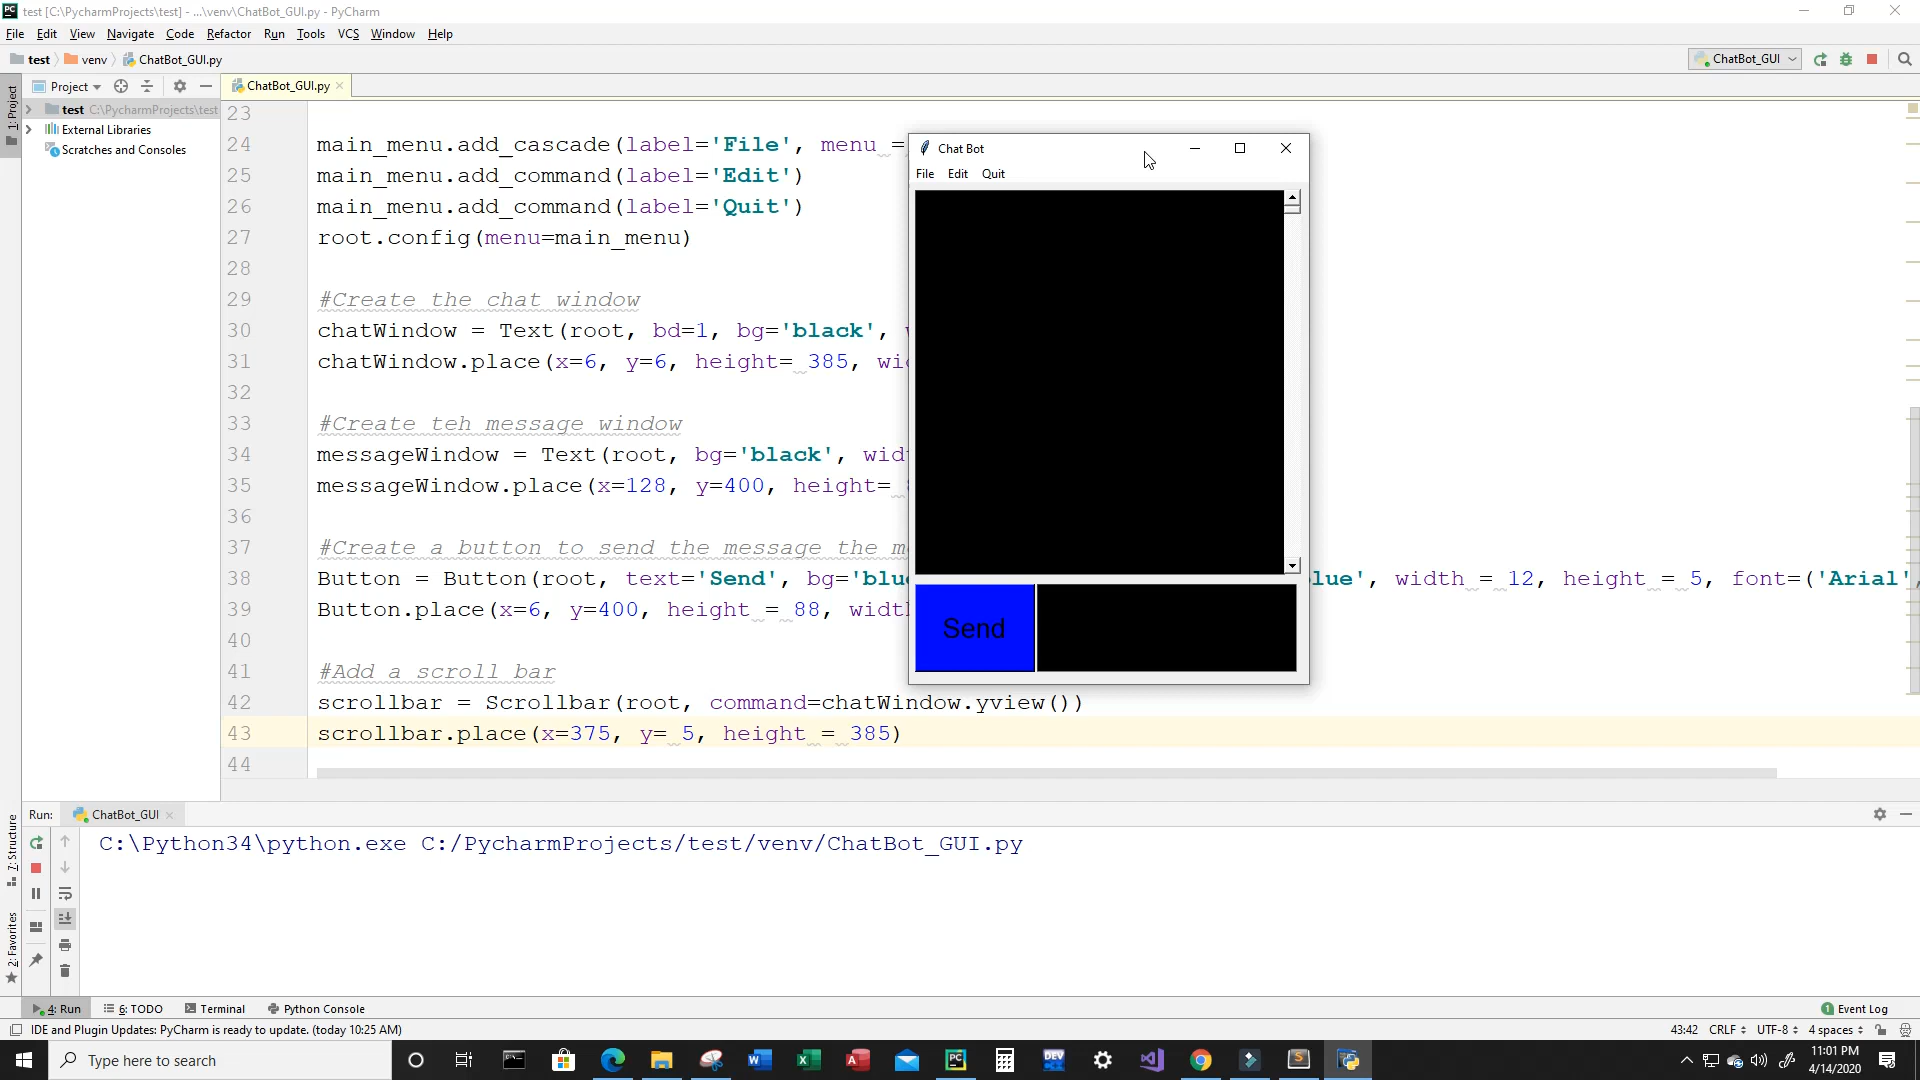 test [C:\PycharmProjects\test] - ...\venv\ChatBot_GUI.py - PyCharm
File Edit View Navigate Code Refactor Run Tools VCS Window Help
test venv ChatBot_GUI.py ChatBot_GUI
1: Project
Project
ChatBot_GUI.py
test C:\PycharmProjects\test
External Libraries
Scratches and Consoles
23
24 main_menu.add_cascade(label='File', menu =
25 main_menu.add_command(label='Edit')
26 main_menu.add_command(label='Quit')
27 root.config(menu=main_menu)
28
29 #Create the chat window
30 chatWindow = Text(root, bd=1, bg='black',
31 chatWindow.place(x=6, y=6, height= 385,
32
33 #Create teh message window
34 messageWindow = Text(root, bg='black',
35 messageWindow.place(x=128, y=400, height=
36
37 #Create a button to send the message the
38 Button = Button(root, text='Send', bg='blue lue', width = 12, height = 5, font=('Arial',
39 Button.place(x=6, y=400, height = 88, width
40
41 #Add a scroll bar
42 scrollbar = Scrollbar(root, command=chatWindow.yview())
43 scrollbar.place(x=375, y= 5, height = 385)
44
Chat Bot
File Edit Quit
Send
Run: ChatBot_GUI
C:\Python34\python.exe C:/PycharmProjects/test/venv/ChatBot_GUI.py
7: Structure
2: Favorites
4: Run 6: TODO Terminal Python Console Event Log
IDE and Plugin Updates: PyCharm is ready to update. (today 10:25 AM) 43:42 CRLF UTF-8 4 spaces
Type here to search
11:01 PM
4/14/2020